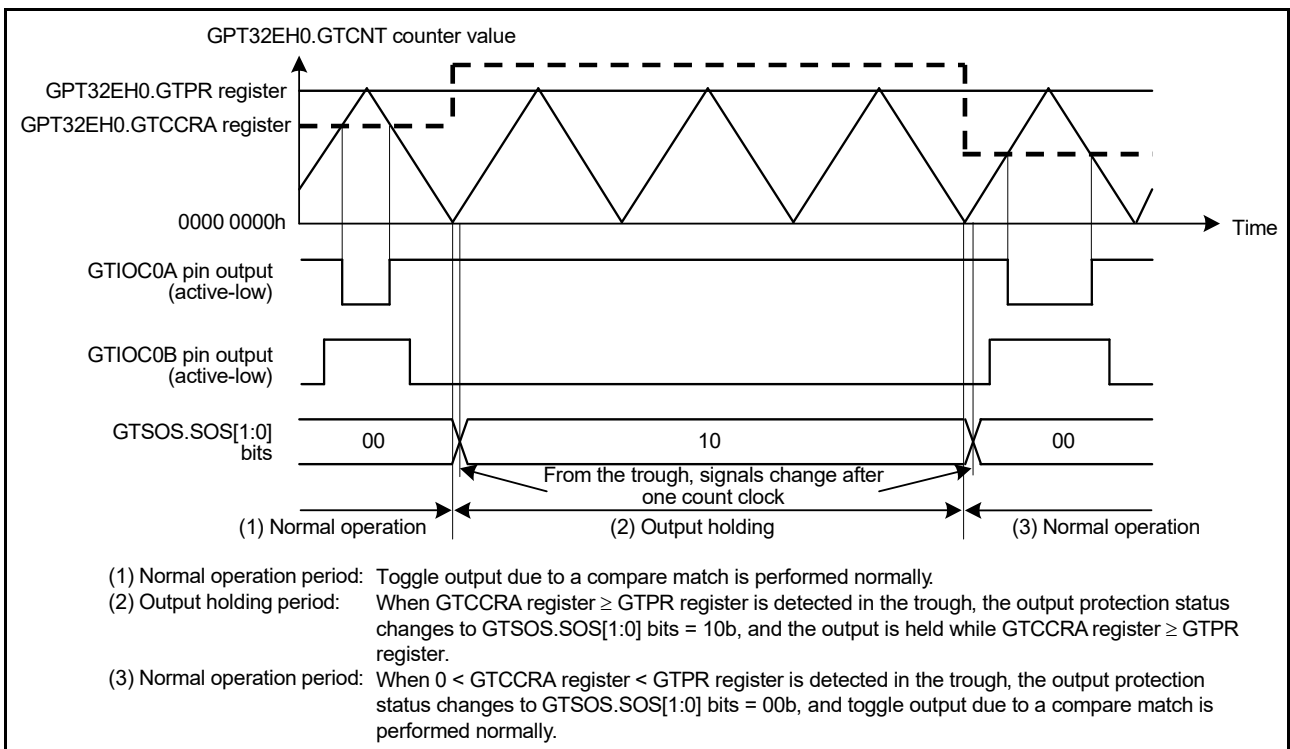 GPT32EH0.GTCNT counter value
GPT32EH0.GTPR register
GPT32EH0.GTCCRA register
0000 0000h
Time
GTIOC0A pin output
(active-low)
GTIOC0B pin output
(active-low)
GTSOS.SOS[1:0]
bits
00
10
00
From the trough, signals change after
one count clock
(1) Normal operation
(2) Output holding
(3) Normal operation
(1) Normal operation period: Toggle output due to a compare match is performed normally.
(2) Output holding period: When GTCCRA register ≥ GTPR register is detected in the trough, the output protection status
changes to GTSOS.SOS[1:0] bits = 10b, and the output is held while GTCCRA register ≥ GTPR
register.
(3) Normal operation period: When 0 < GTCCRA register < GTPR register is detected in the trough, the output protection
status changes to GTSOS.SOS[1:0] bits = 00b, and toggle output due to a compare match is
performed normally.